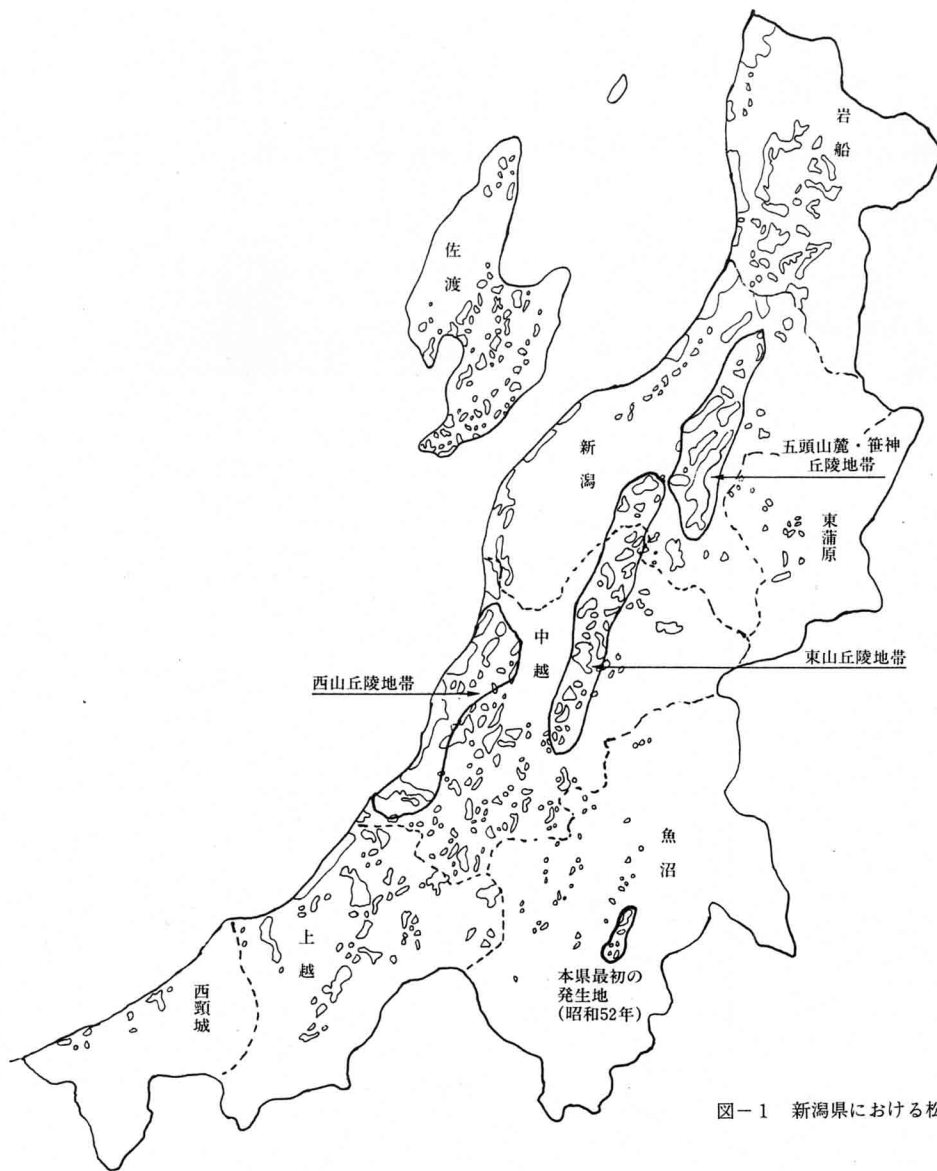 岩船
佐渡
新潟
五頭山麓・笹神
丘陵地帯
東蒲原
中越
東山丘陵地帯
西山丘陵地帯
魚沼
上越
本県最初の
発生地
(昭和52年)
西頸城
図－1 新潟県における松